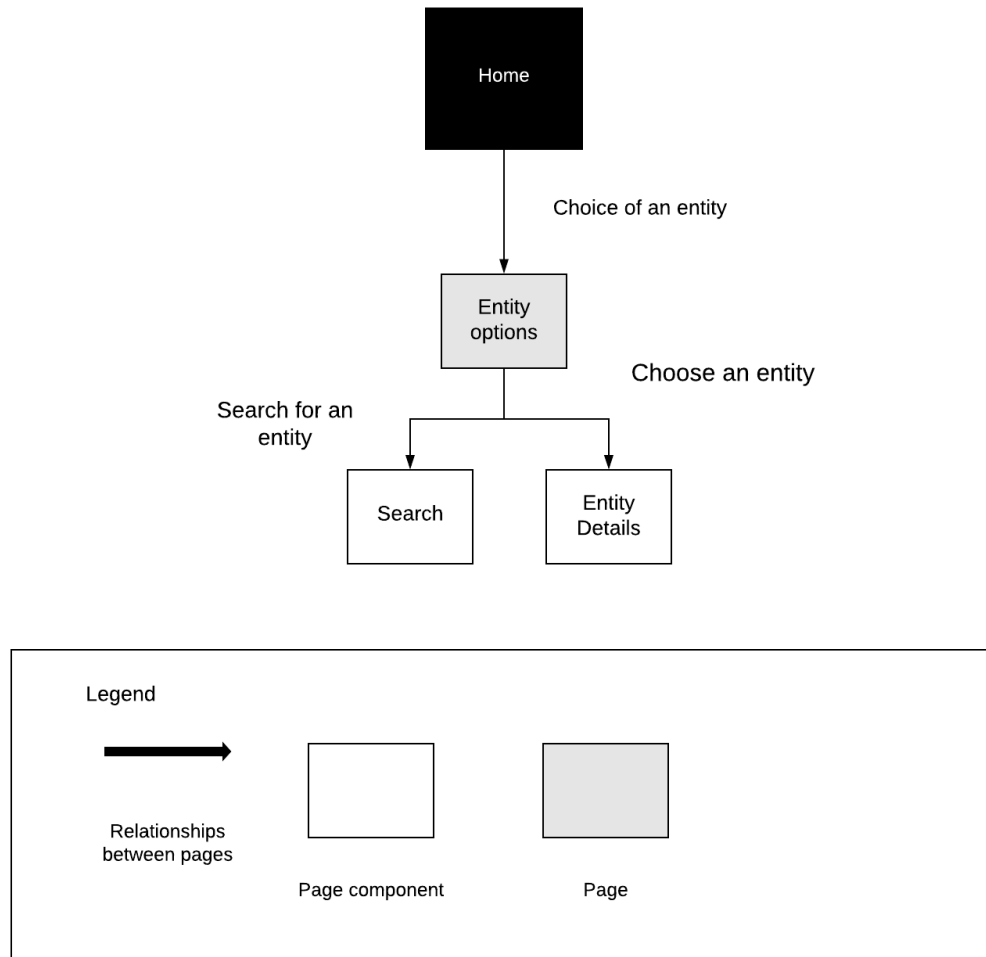 Home
Choice of an entity
Entity
options
Choose an entity
Search for an
entity
Search
Entity
Details
Legend
Relationships
between pages
Page component
Page